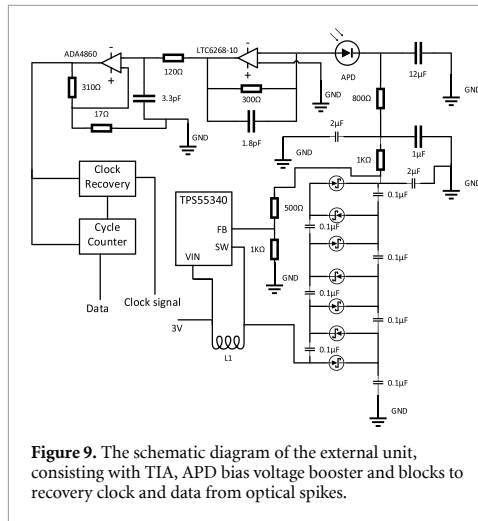 ADA4860
LTC6268-10
APD
120Ω
310Ω
17Ω
3.3pF
GND
300Ω
1.8pF
GND
800Ω
12µF
GND
2µF
GND
1µF
1KΩ
2µF
GND
Clock
Recovery
Cycle
Counter
Data
Clock signal
TPS55340
FB
SW
VIN
500Ω
1KΩ
GND
3V
L1
0.1µF
0.1µF
0.1µF
0.1µF
0.1µF
0.1µF
0.1µF
GND
Figure 9. The schematic diagram of the external unit,
consisting with TIA, APD bias voltage booster and blocks to
recovery clock and data from optical spikes.